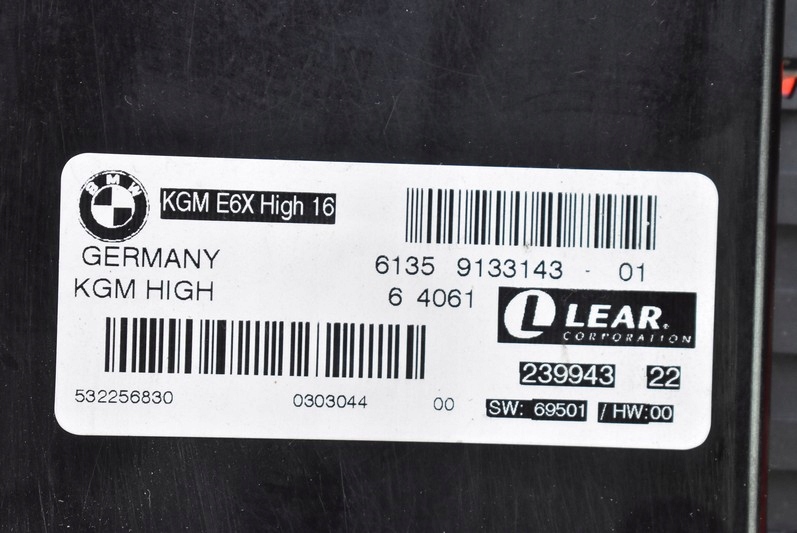 BMW
KGM E6X High 16
GERMANY
KGM HIGH
6135 9133143 - 01
6 4061
LEAR.
CORPORATION
239943 22
532256830 0303044 00
SW: 69501 / HW:00